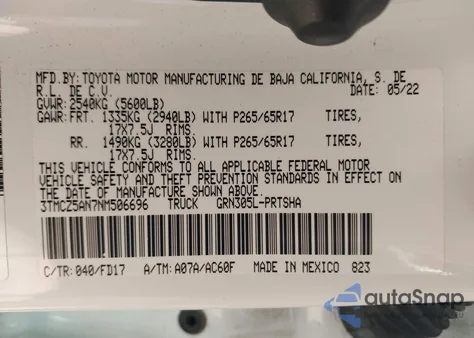 MFD.BY:TOYOTA MOTOR MANUFACTURING DE BAJA CALIFORNIA, S. DE
R.L. DE C.V. DATE: 05/22
GVWR:2540KG (5600LB)
GAWR:FRT. 1335KG (2940LB) WITH P265/65R17 TIRES,
17X7.5J RIMS.
RR. 1490KG (3280LB) WITH P265/65R17 TIRES,
17X7.5J RIMS.
THIS VEHICLE CONFORMS TO ALL APPLICABLE FEDERAL MOTOR
VEHICLE SAFETY AND THEFT PREVENTION STANDARDS IN EFFECT ON
THE DATE OF MANUFACTURE SHOWN ABOVE.
3TMC25AN7NM506696 TRUCK GRN305L-PRTSHA
C/TR:040/FD17 A/TM:A07A/AC60F MADE IN MEXICO 823
autoSnap